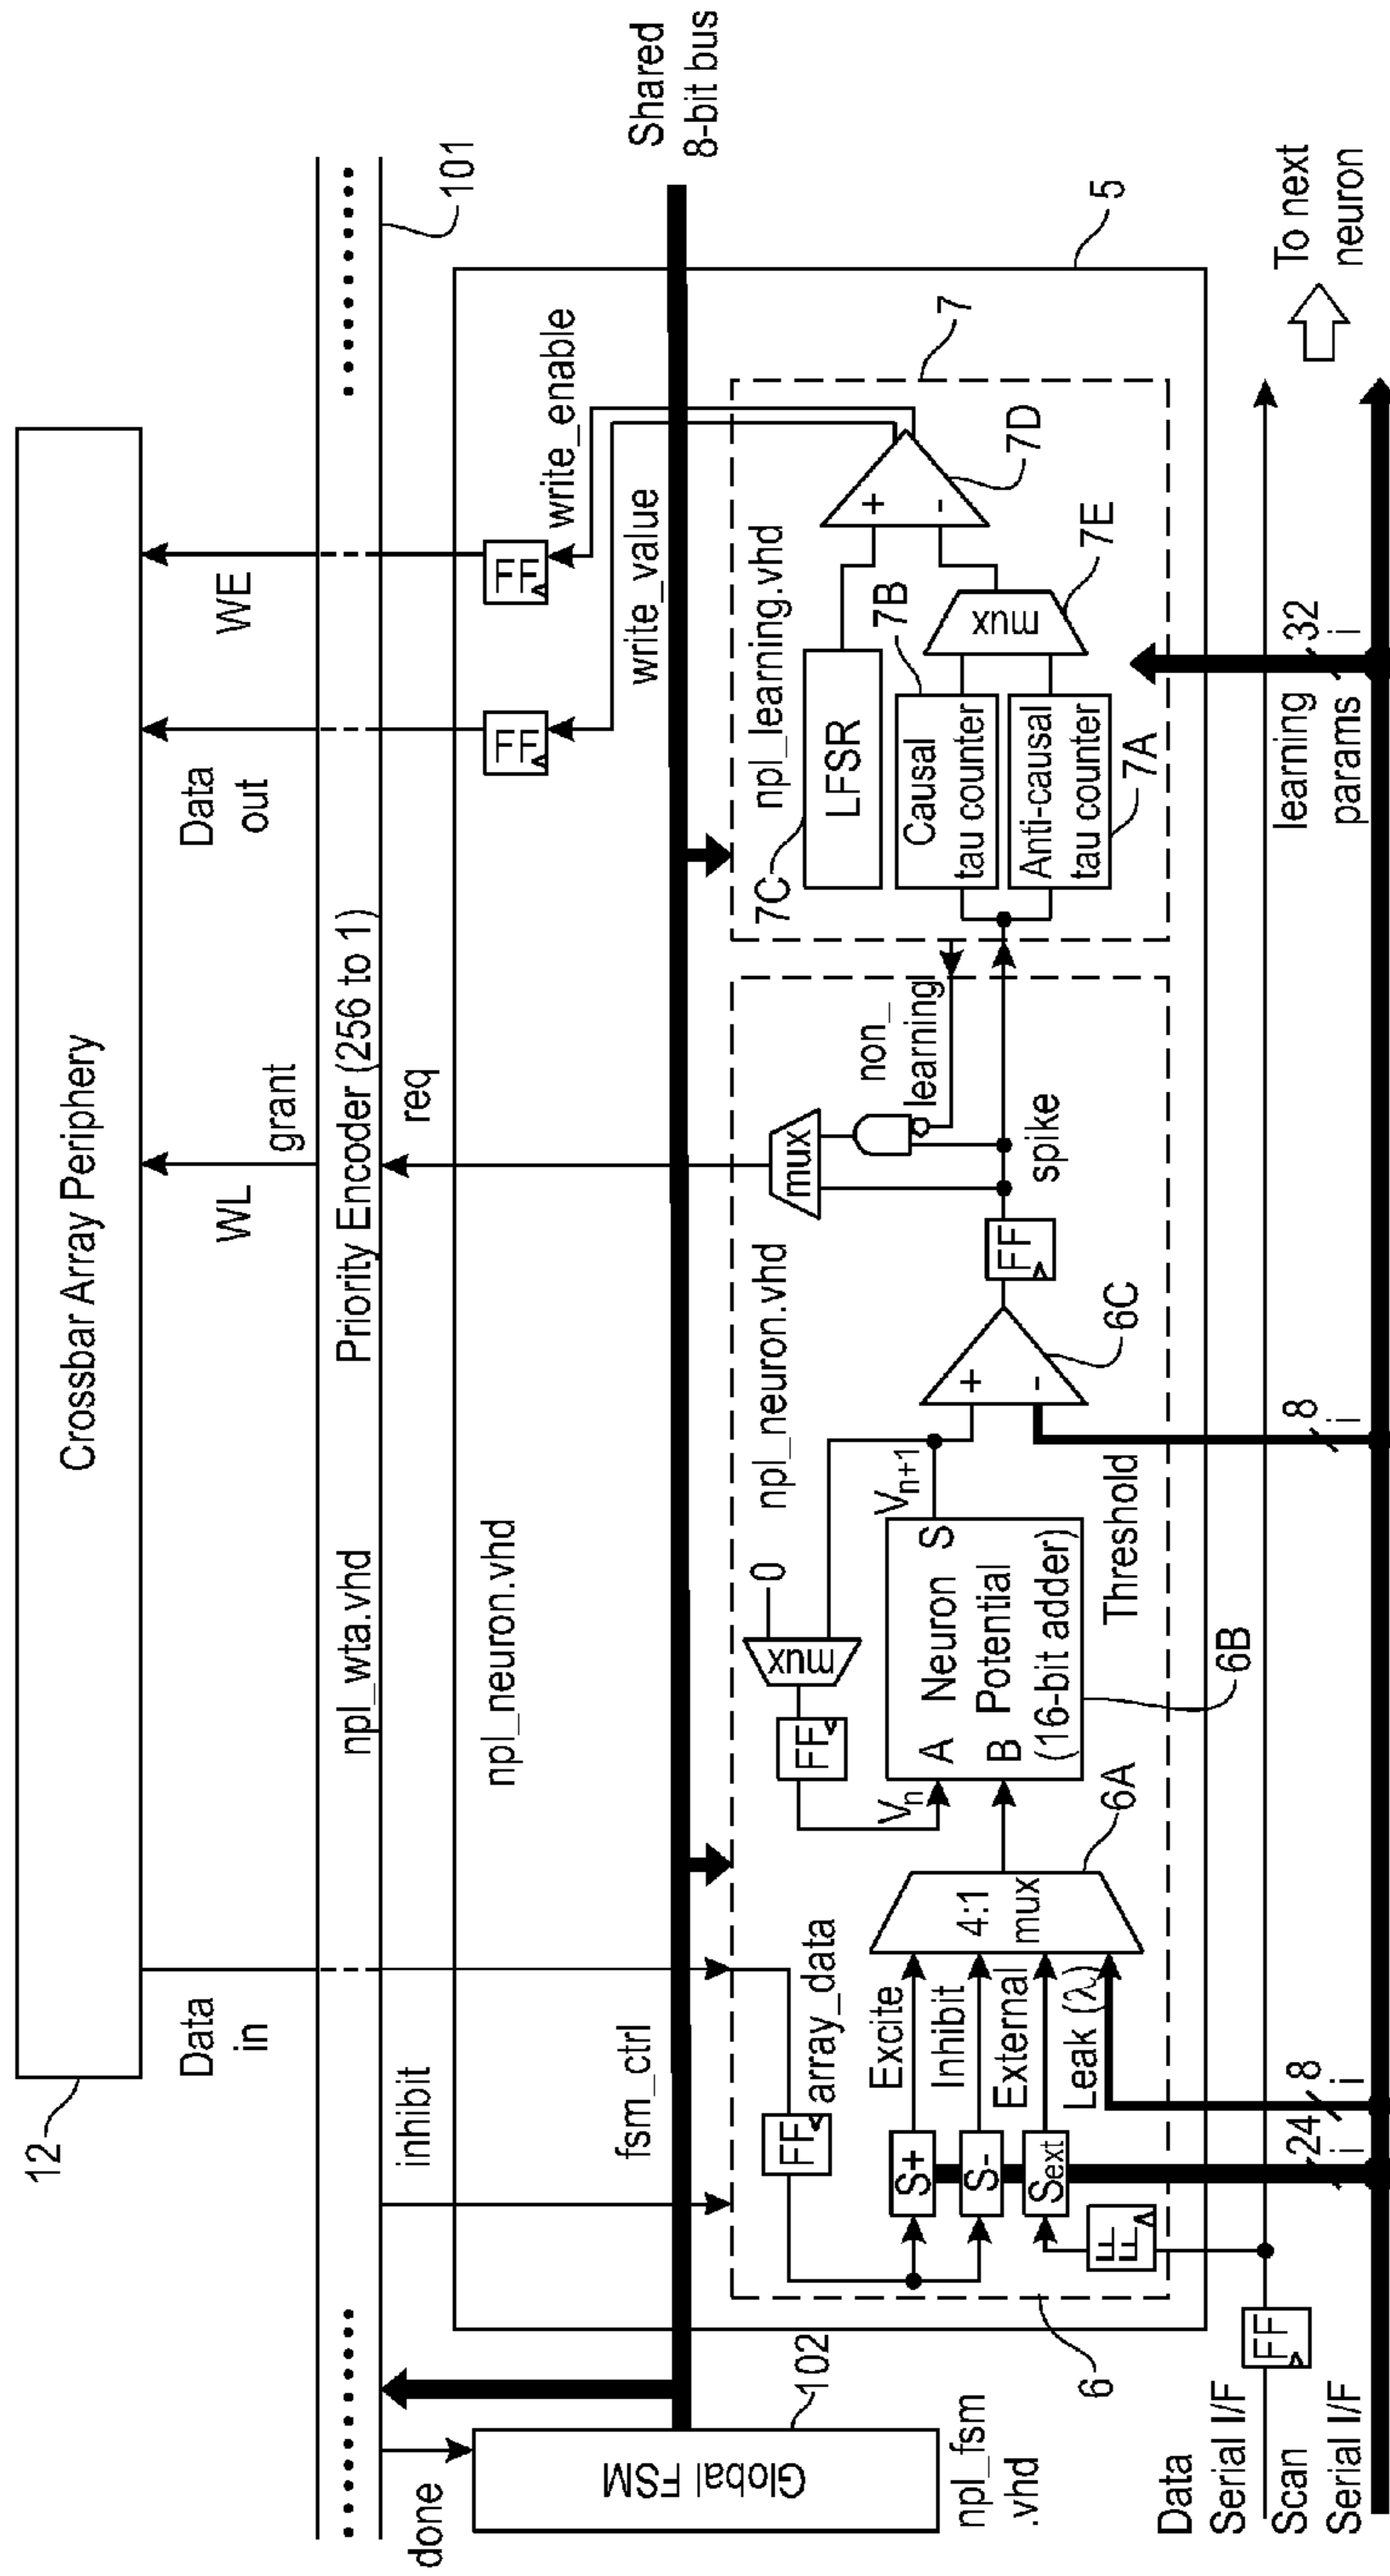 12
Crossbar Array Periphery
Data
in
WL
grant
Data
out
WE
npl_wta.vhd
Priority Encoder (256 to 1)
101
done
inhibit
req
npl_neuron.vhd
fsm_ctrl
write_value
write_enable
FF
FF
Shared
8-bit bus
Global FSM
102
npl_fsm
.vhd
5
6
array_data
FF
S+
S-
Sext
FF
Excite
Inhibit
External
Leak (λ)
4:1
mux
6A
FF
mux
0
Vn
Vn+1
A Neuron S
B Potential
(16-bit adder)
6B
Threshold
npl_neuron.vhd
+
-
6C
FF
spike
mux
non_
learning
7
npl_learning.vhd
7C
LFSR
7B
Causal
tau counter
Anti-causal
tau counter
7A
mux
7E
+
-
7D
Data
Serial I/F
FF
Scan
Serial I/F
24
i
8
i
8
i
learning
params
32
i
To next
neuron